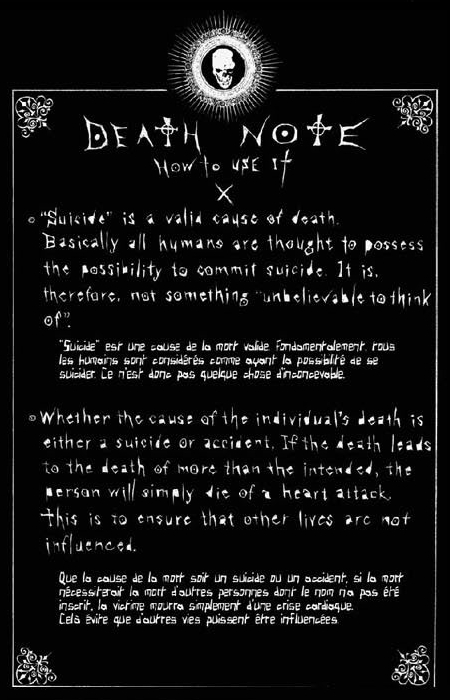 DEATH NOTE
How to USE It
X
"Suicide" is a valid cause of death.
Basically all humans are thought to possess
the possibility to commit suicide. It is,
therefore, not something "unbelievable to think
of".
"Suicide" est une cause de la mort valide. Fondamentalement, tous
les humains sont considérés comme ayant la possibilité de se
suicider. Ce n'est donc pas quelque chose d'inconcevable.
Whether the cause of the individual's death is
either a suicide or accident, If the death leads
to the death of more than the intended, the
person will simply die of a heart attack.
This is to ensure that other lives are not
influenced.
Que la cause de la mort soit un suicide ou un accident, si la mort
nécessiterait la mort d'autres personnes dont le nom n'a pas été
inscrit, la victime mourra simplement d'une crise cardiaque.
Celà évite que d'autres vies puissent être influencées.